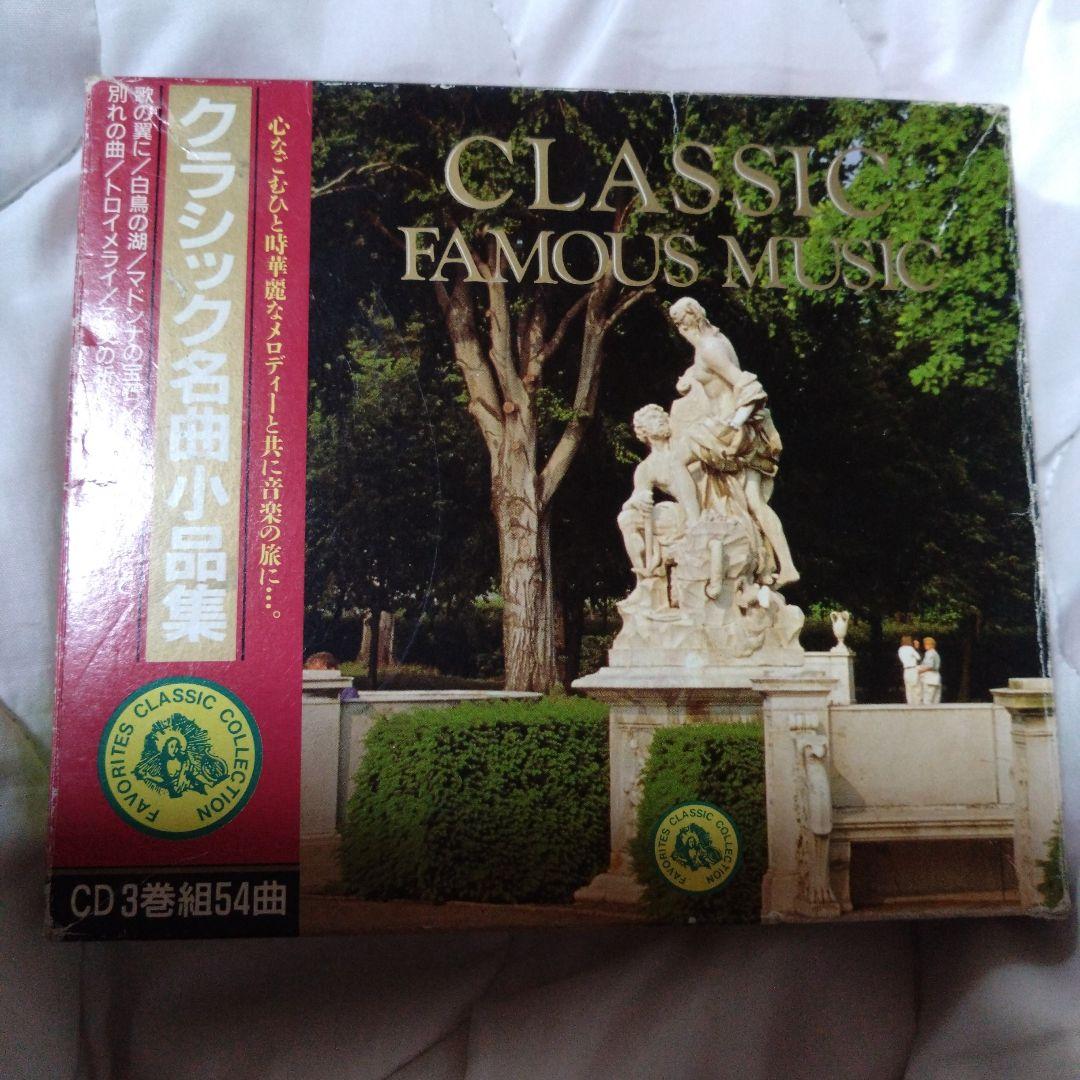 CLASSIC
FAMOUS MUSIC
心なごむひと時華麗なメロディーと共に音楽の旅に…。
クラシック名曲小品集
歌の翼に/白鳥の湖/マドンナの宝石
別れの曲/トロイメライ/
FAVORITES CLASSIC COLLECTION
CD3巻組54曲
FAVORITES CLASSIC COLLECTION